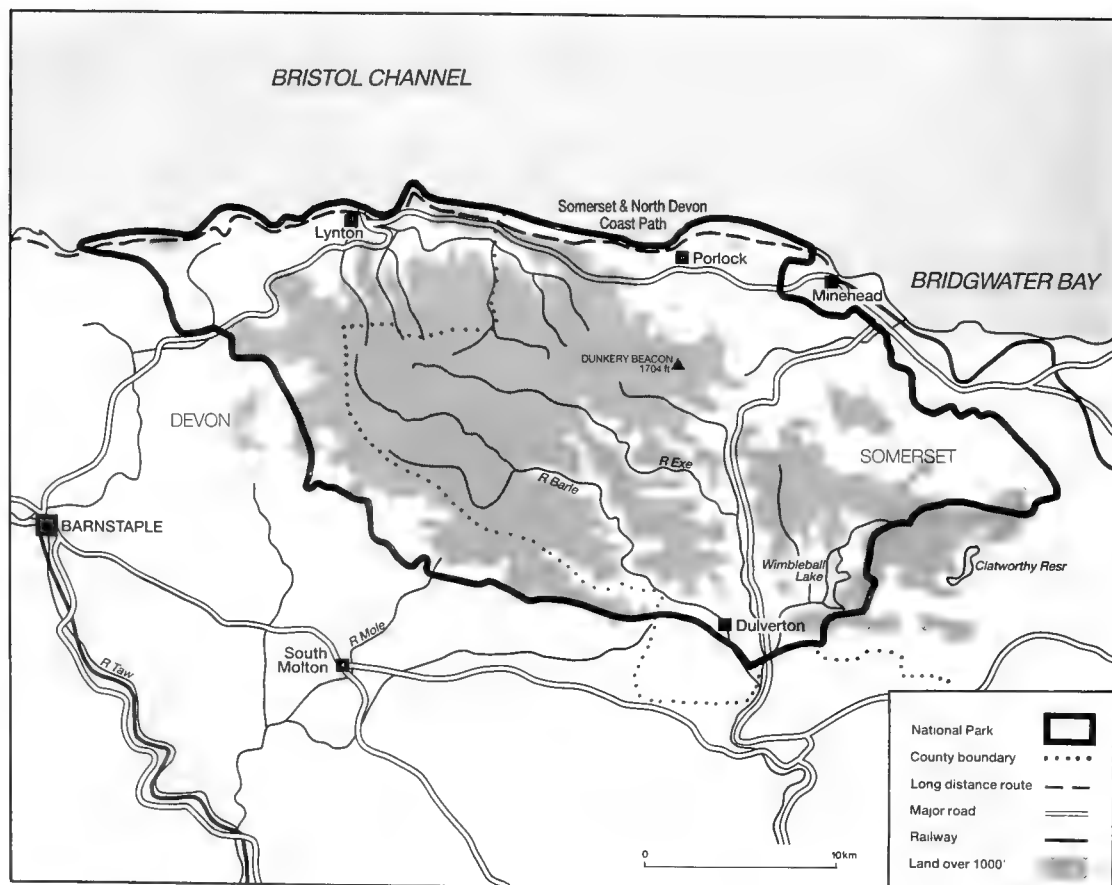 BRISTOL CHANNEL
Somerset & North Devon
Coast Path
Lynton
Porlock
Minehead
BRIDGWATER BAY
DUNKERY BEACON
1704 ft
DEVON
SOMERSET
R Exe
R Barle
BARNSTAPLE
Wimbleball
Lake
Clatworthy Resr
Dulverton
R Mole
South
Molton
R Taw
National Park
County boundary
Long distance route
Major road
Railway
Land over 1000'
0
10km